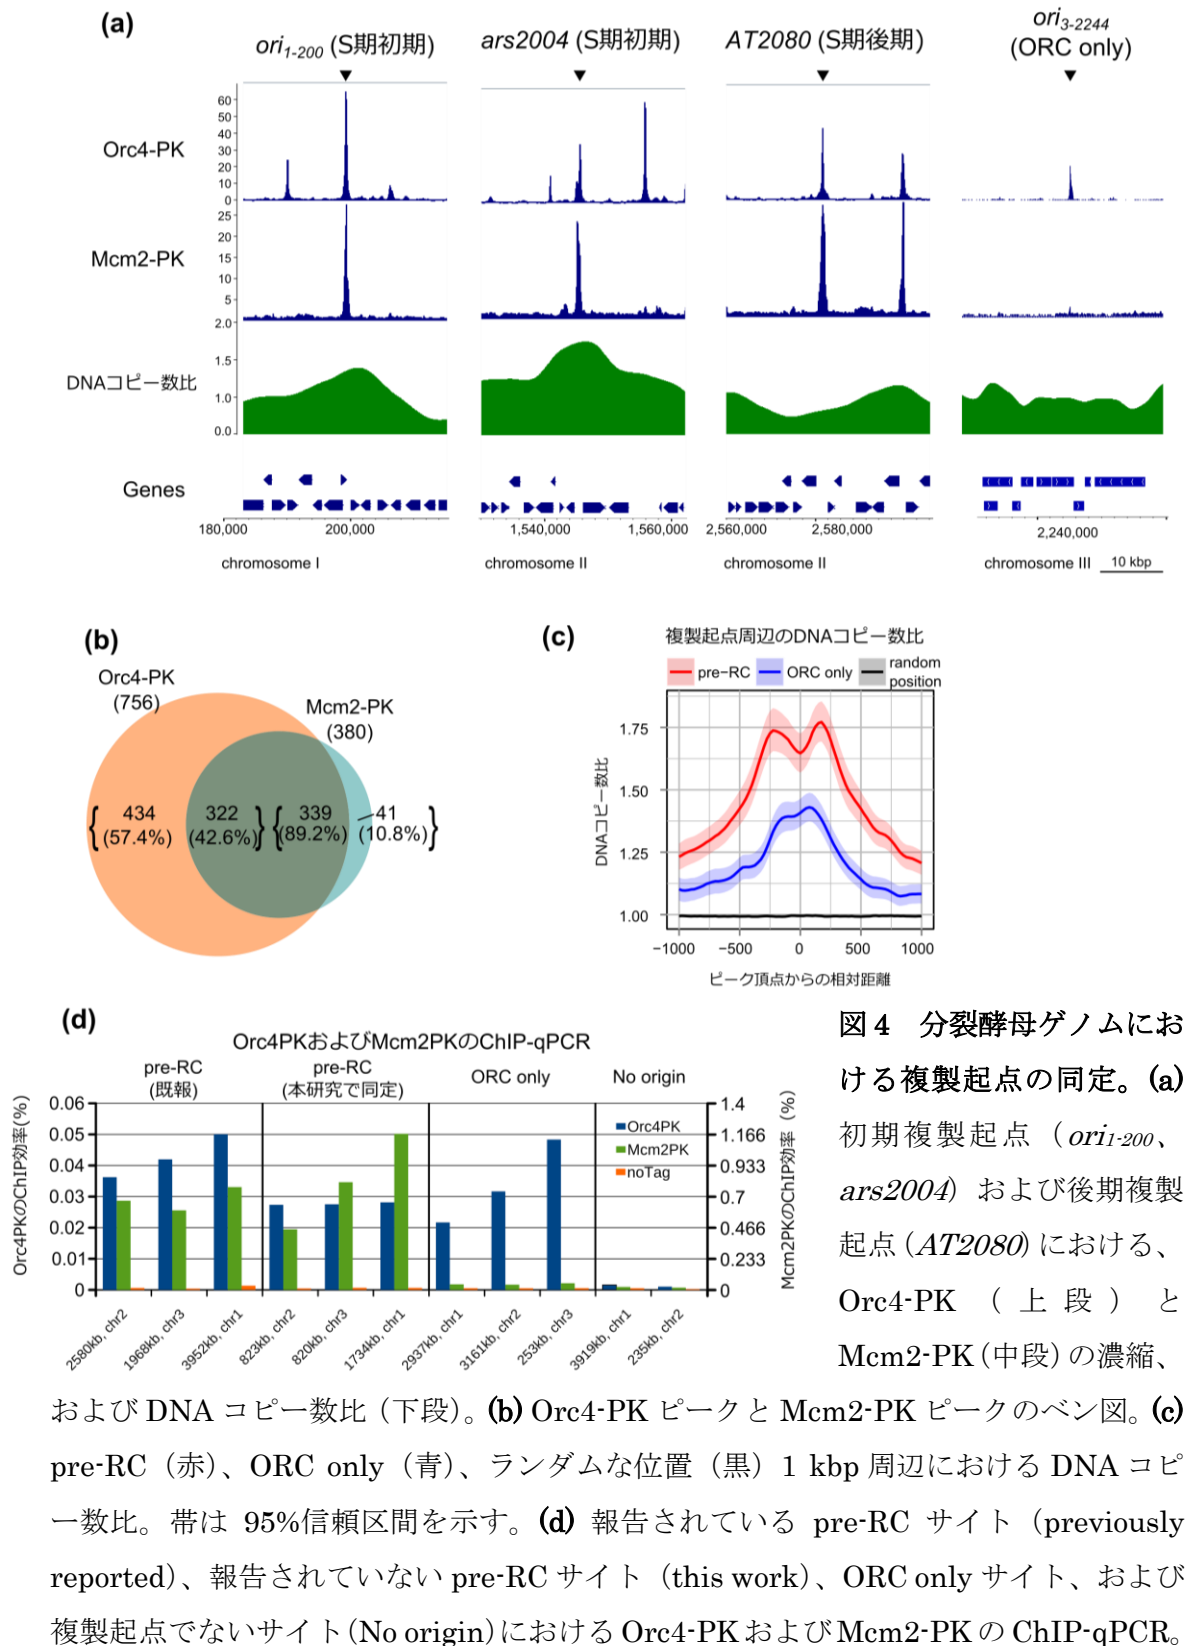 (a)
ori1-200 (S期初期)
ars2004 (S期初期)
AT2080 (S期後期)
ori3-2244
(ORC only)
Orc4-PK
60
50
40
30
20
10
0
Mcm2-PK
25
20
15
10
5
DNAコピー数比
2.0
1.5
1.0
0.0
Genes
180,000
200,000
1,540,000
1,560,000
2,560,000
2,580,000
2,240,000
chromosome I
chromosome II
chromosome II
chromosome III
10 kbp
(b)
Orc4-PK
(756)
Mcm2-PK
(380)
{ 434 322 } { 339 41 }
(57.4%) (42.6%) (89.2%) (10.8%)
(c)
複製起点周辺のDNAコピー数比
pre−RC ORC only random
position
DNAコピー数比
1.75
1.50
1.25
1.00
−1000 −500 0 500 1000
ピーク頂点からの相対距離
(d)
Orc4PKおよびMcm2PKのChIP-qPCR
pre-RC
(既報)
pre-RC
(本研究で同定)
ORC only
No origin
Orc4PKのChIP効率(%)
0.06
0.05
0.04
0.03
0.02
0.01
0
Orc4PK
Mcm2PK
noTag
1.4
1.166
0.933
0.7
0.466
0.233
0
Mcm2PKのChIP効率 (%)
2580kb, chr2
1968kb, chr3
3952kb, chr1
823kb, chr2
820kb, chr3
1734kb, chr1
2937kb, chr1
3161kb, chr2
253kb, chr3
3919kb, chr1
235kb, chr2
図 4 分裂酵母ゲノムにお
ける複製起点の同定。(a)
初期複製起点（ori1-200、
ars2004）および後期複製
起点(AT2080)における、
Orc4-PK （上段）と
Mcm2-PK(中段)の濃縮、
および DNA コピー数比（下段)。(b) Orc4-PK ピークと Mcm2-PK ピークのベン図。(c)
pre-RC（赤）、ORC only（青）、ランダムな位置（黒）1 kbp 周辺における DNA コピ
ー数比。帯は 95%信頼区間を示す。(d) 報告されている pre-RC サイト（previously
reported)、報告されていない pre-RC サイト（this work）、ORC only サイト、および
複製起点でないサイト(No origin)における Orc4-PK および Mcm2-PK の ChIP-qPCR。